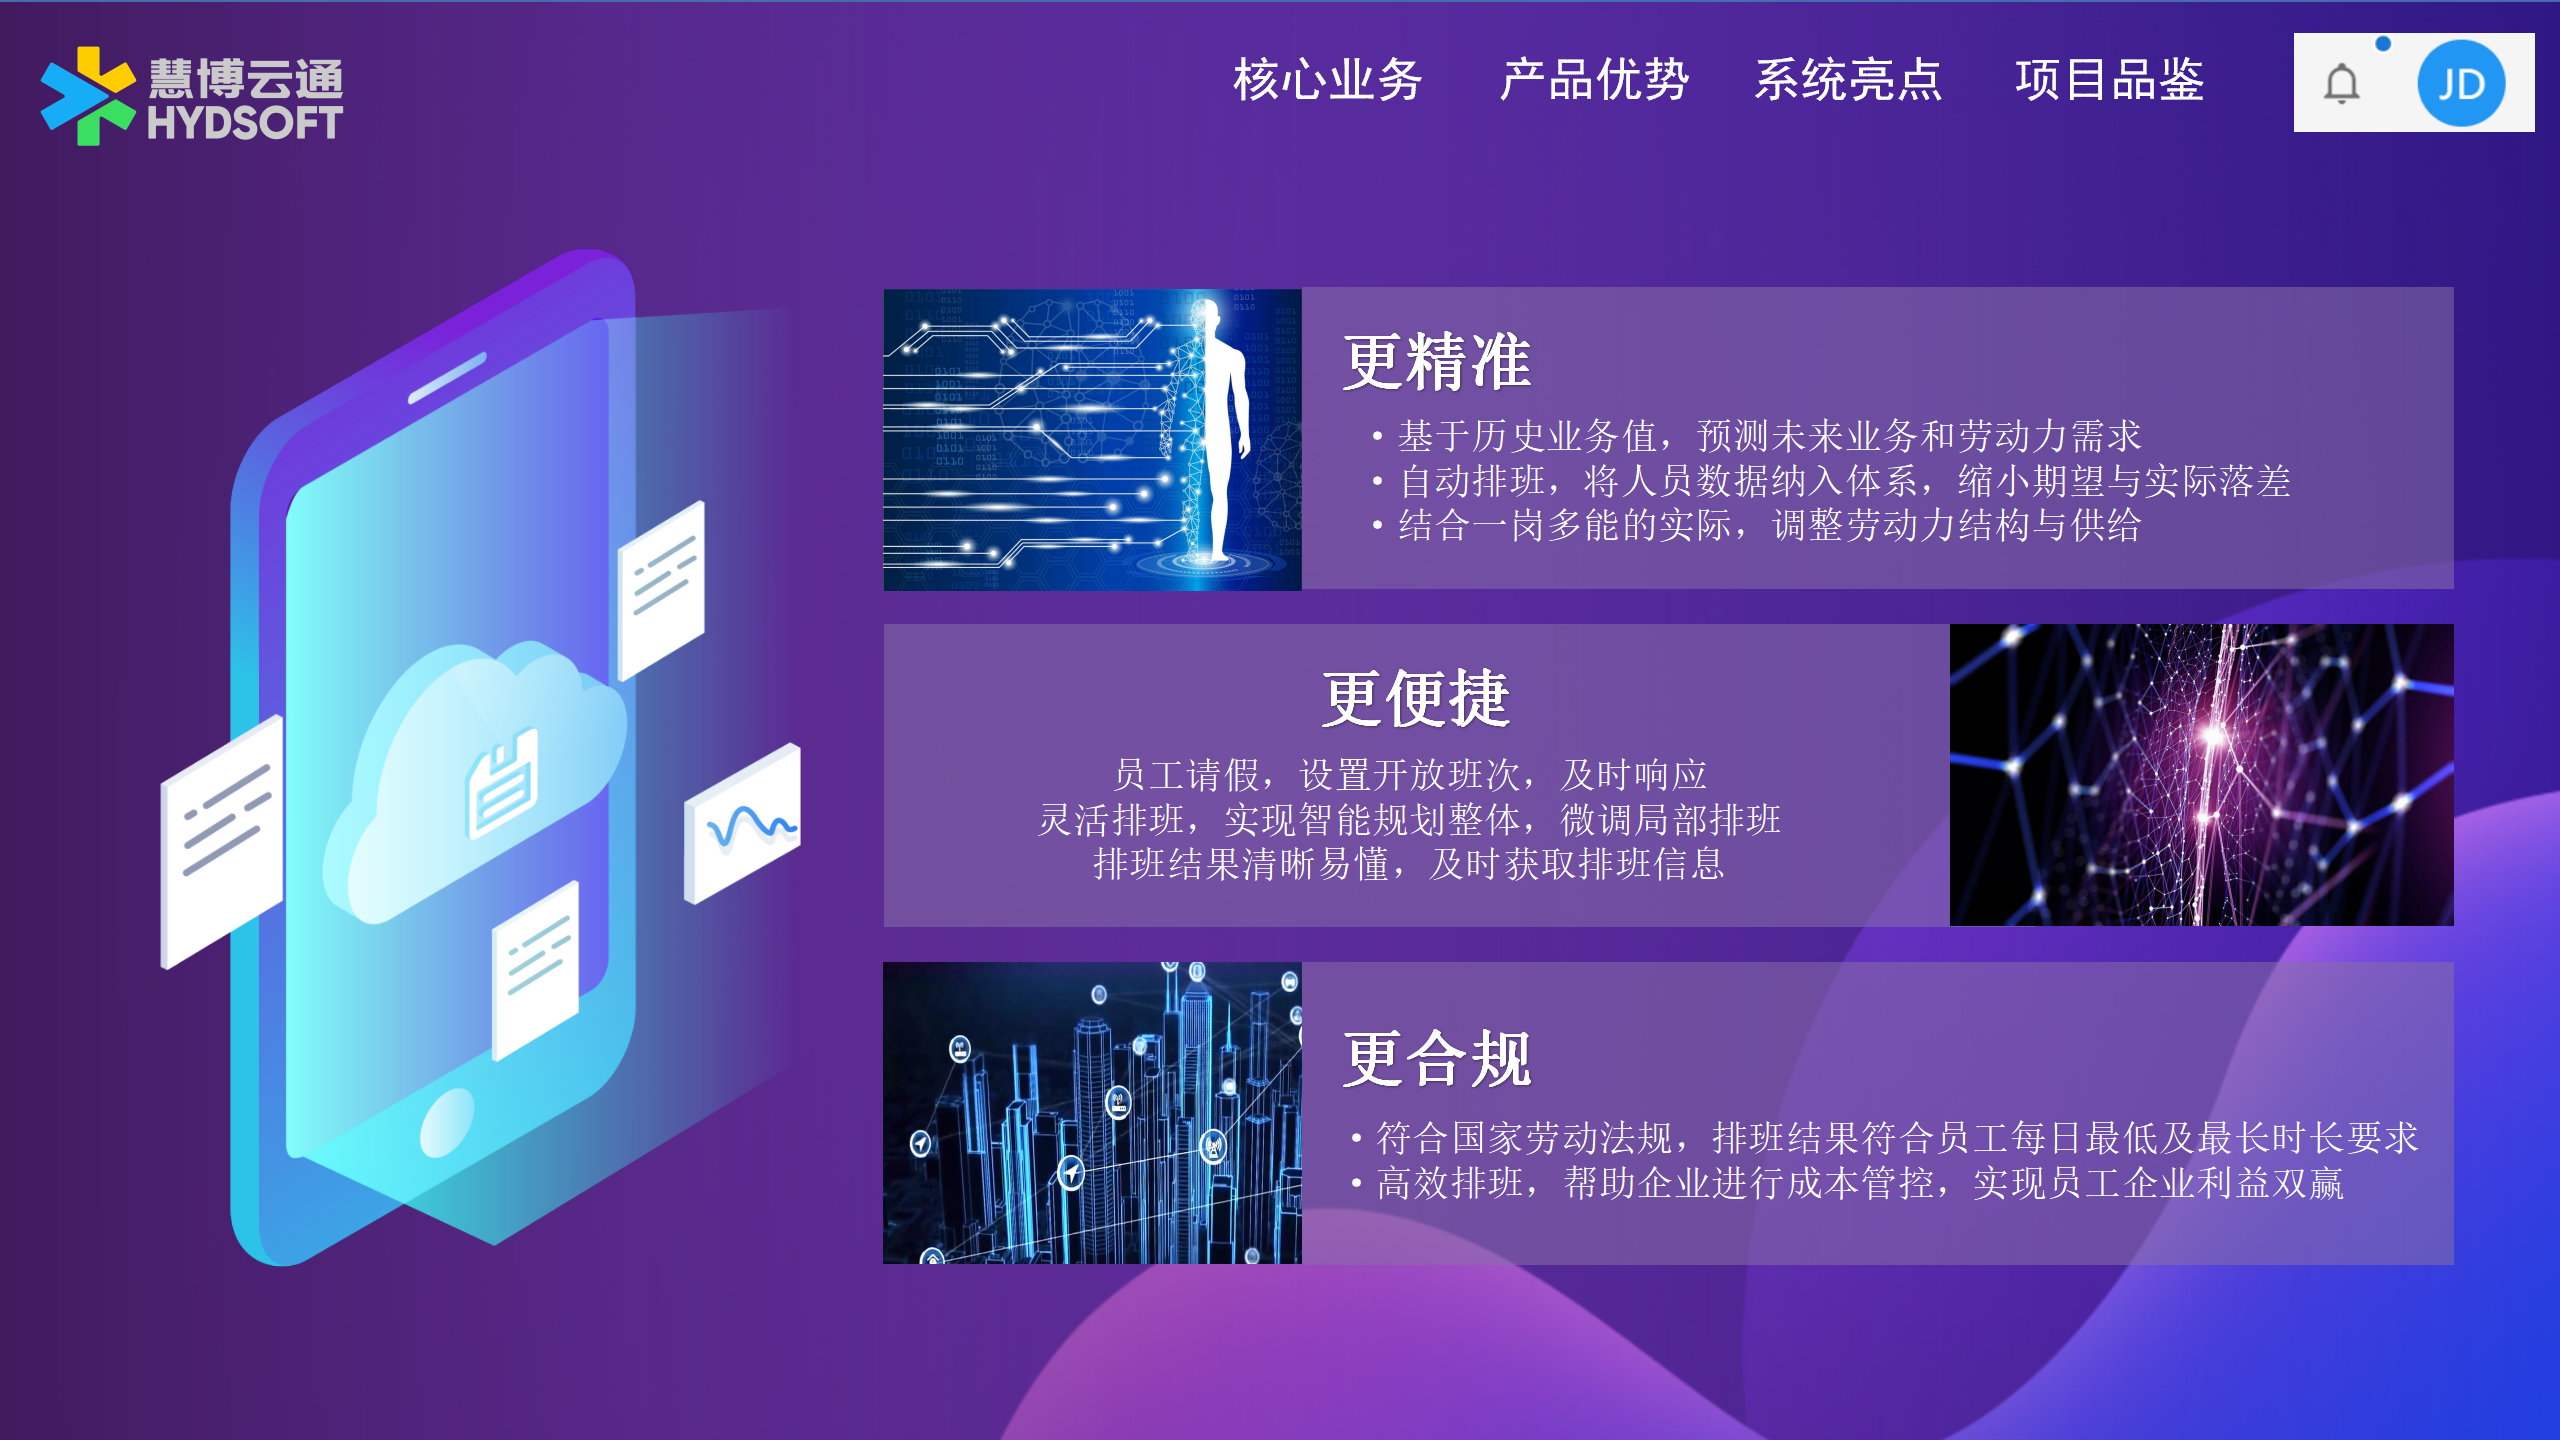 慧博云通
HYDSOFT
核心业务 产品优势 系统亮点 项目品鉴
JD
更精准
• 基于历史业务值，预测未来业务和劳动力需求
• 自动排班，将人员数据纳入体系，缩小期望与实际落差
• 结合一岗多能的实际，调整劳动力结构与供给
更便捷
员工请假，设置开放班次，及时响应
灵活排班，实现智能规划整体，微调局部排班
排班结果清晰易懂，及时获取排班信息
更合规
• 符合国家劳动法规，排班结果符合员工每日最低及最长时长要求
• 高效排班，帮助企业进行成本管控，实现员工企业利益双赢